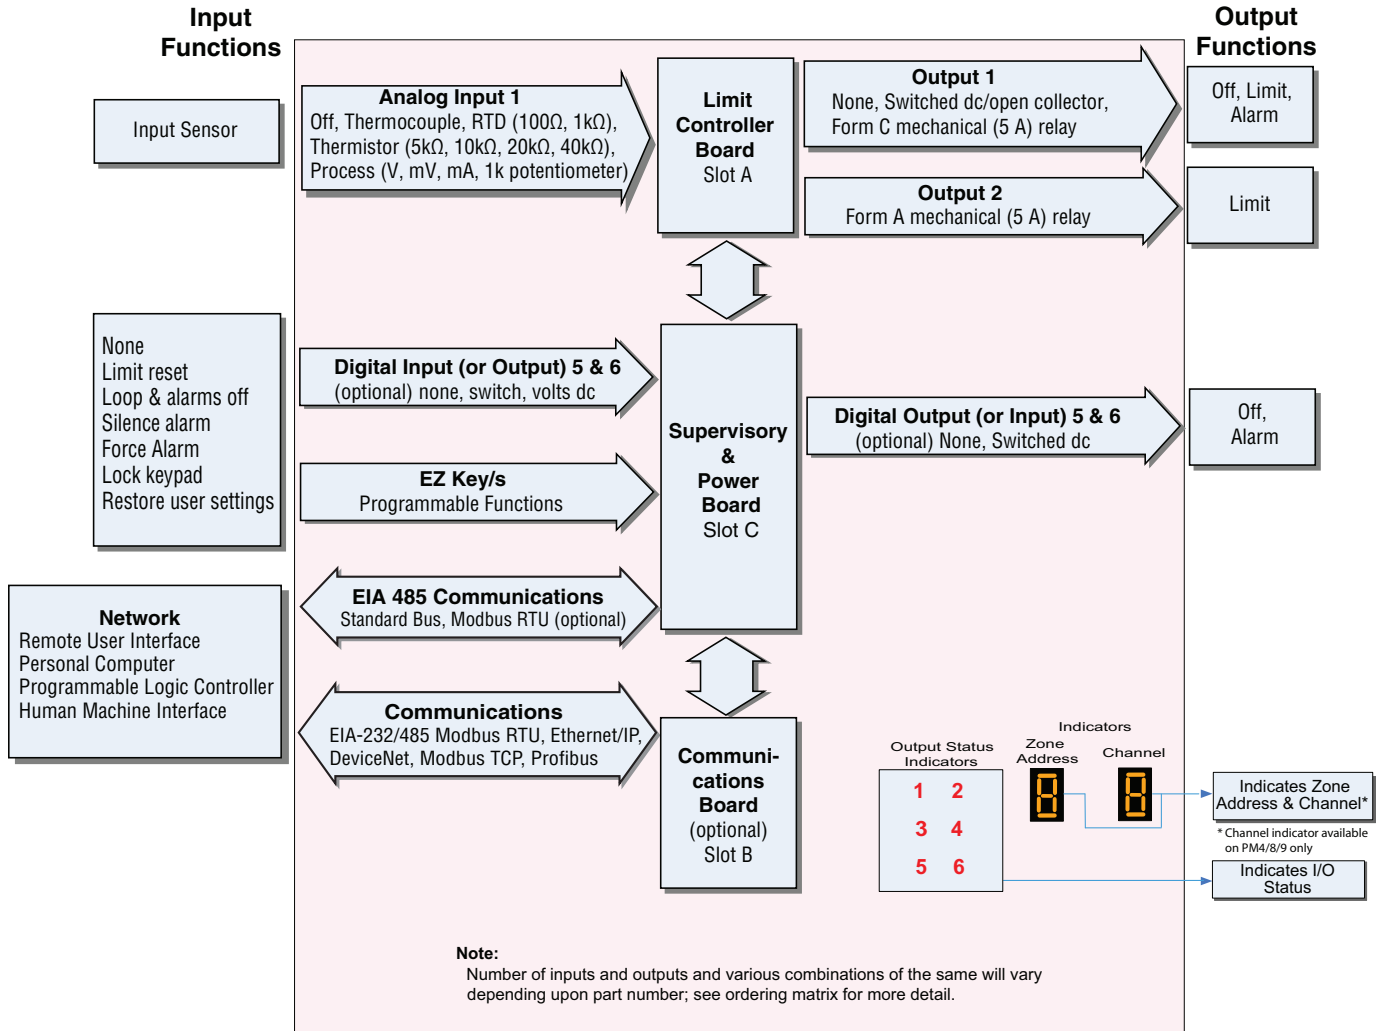 Input
Functions
Output
Functions
Input Sensor
Analog Input 1
Off, Thermocouple, RTD (100Ω, 1kΩ),
Thermistor (5kΩ, 10kΩ, 20kΩ, 40kΩ),
Process (V, mV, mA, 1k potentiometer)
Limit
Controller
Board
Slot A
Output 1
None, Switched dc/open collector,
Form C mechanical (5 A) relay
Off, Limit,
Alarm
Output 2
Form A mechanical (5 A) relay
Limit
None
Limit reset
Loop & alarms off
Silence alarm
Force Alarm
Lock keypad
Restore user settings
Digital Input (or Output) 5 & 6
(optional) none, switch, volts dc
EZ Key/s
Programmable Functions
Supervisory
&
Power
Board
Slot C
Digital Output (or Input) 5 & 6
(optional) None, Switched dc
Off,
Alarm
EIA 485 Communications
Standard Bus, Modbus RTU (optional)
Network
Remote User Interface
Personal Computer
Programmable Logic Controller
Human Machine Interface
Communications
EIA-232/485 Modbus RTU, Ethernet/IP,
DeviceNet, Modbus TCP, Profibus
Communi-
cations
Board
(optional)
Slot B
Output Status
Indicators
1 2
3 4
5 6
Indicators
Zone
Address
Channel
8
8
Indicates Zone
Address & Channel*
* Channel indicator available
on PM4/8/9 only
Indicates I/O
Status
Note:
Number of inputs and outputs and various combinations of the same will vary
depending upon part number; see ordering matrix for more detail.